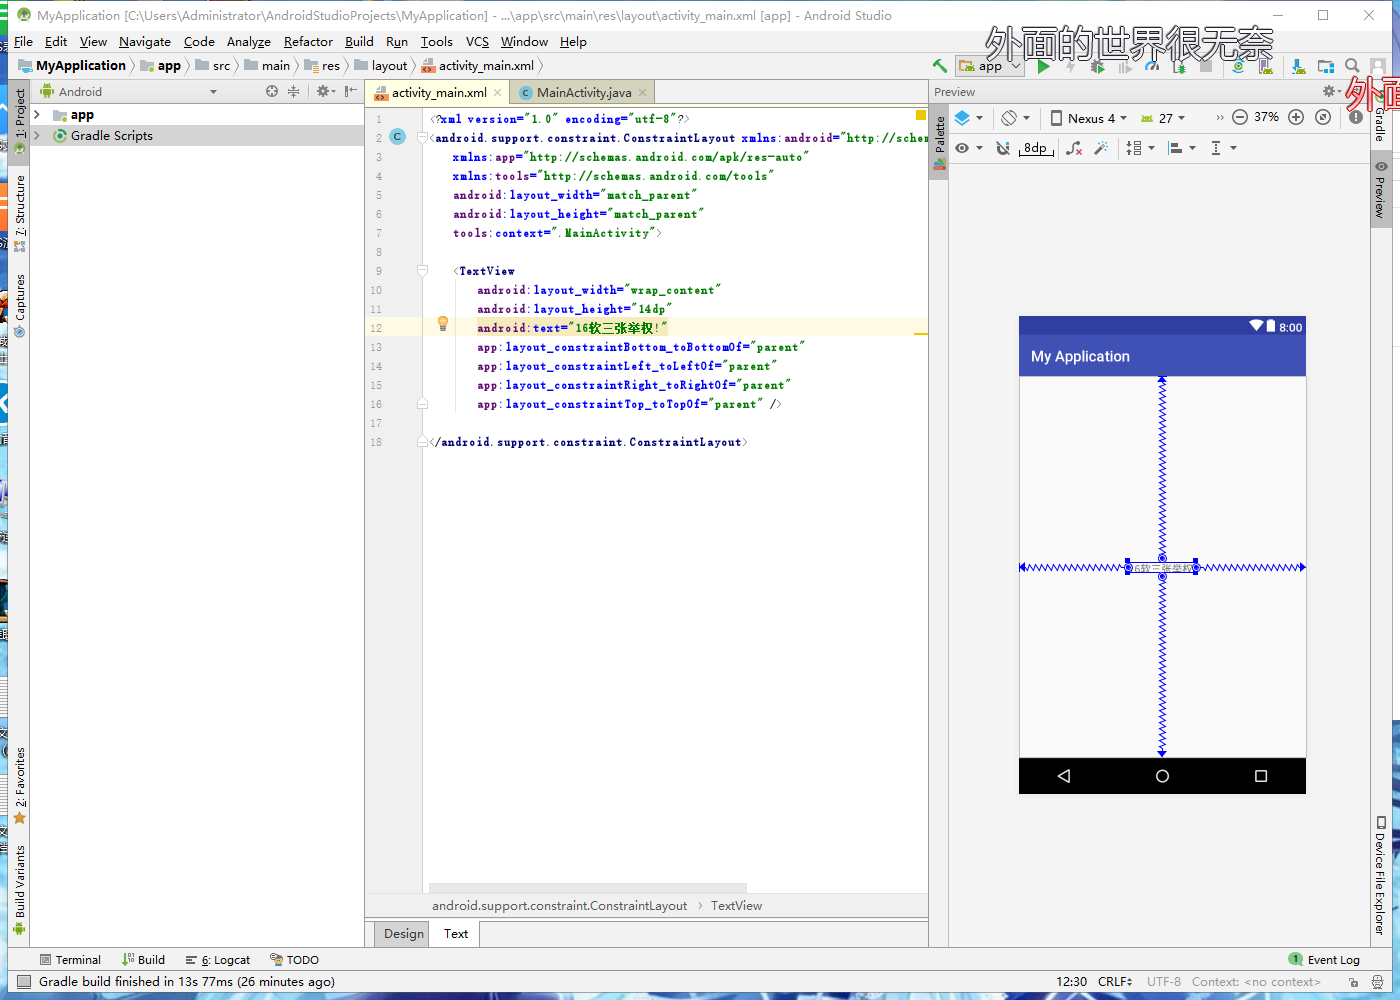 MyApplication [C:\Users\Administrator\AndroidStudioProjects\MyApplication] - ...\app\src\main\res\layout\activity_main.xml [app] - Android Studio
File Edit View Navigate Code Analyze Refactor Build Run Tools VCS Window Help
外面的世界很无奈
MyApplication app src main res layout activity_main.xml
app
外面
Android
activity_main.xml
MainActivity.java
Preview
1: Project
7: Structure
Captures
2: Favorites
Build Variants
app
Gradle Scripts
1 <?xml version="1.0" encoding="utf-8"?>
2 <android.support.constraint.ConstraintLayout xmlns:android="http://schem
3 xmlns:app="http://schemas.android.com/apk/res-auto"
4 xmlns:tools="http://schemas.android.com/tools"
5 android:layout_width="match_parent"
6 android:layout_height="match_parent"
7 tools:context=".MainActivity">
8
9 <TextView
10 android:layout_width="wrap_content"
11 android:layout_height="14dp"
12 android:text="16软三张举权!"
13 app:layout_constraintBottom_toBottomOf="parent"
14 app:layout_constraintLeft_toLeftOf="parent"
15 app:layout_constraintRight_toRightOf="parent"
16 app:layout_constraintTop_toTopOf="parent" />
17
18 </android.support.constraint.ConstraintLayout>
C
android.support.constraint.ConstraintLayout TextView
Design Text
Palette
Nexus 4 27 37%
8dp
8:00
My Application
6软三张举权
Gradle
Preview
Device File Explorer
Terminal Build 6: Logcat TODO
1 Event Log
Gradle build finished in 13s 77ms (26 minutes ago)
12:30 CRLF UTF-8 Context: <no context>